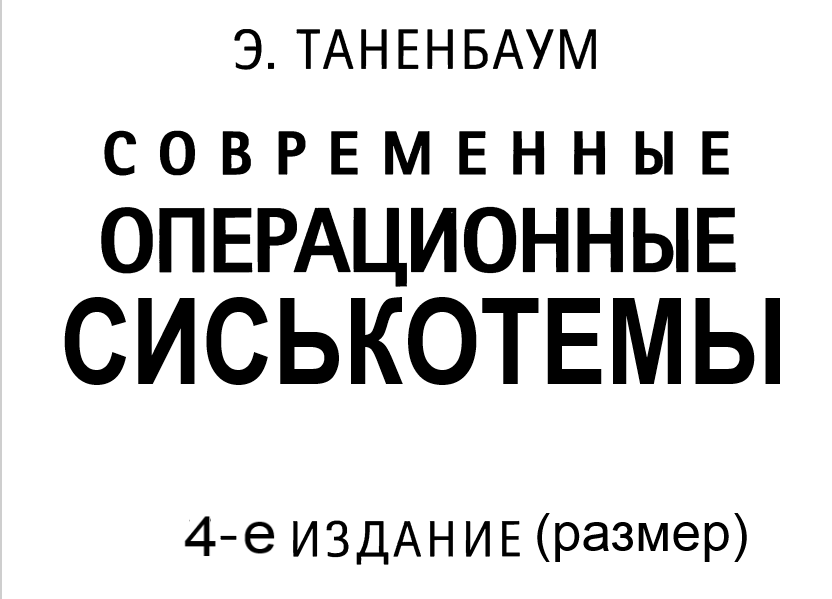 Э. ТАНЕНБАУМ
СОВРЕМЕННЫЕ
ОПЕРАЦИОННЫЕ
СИСЬКОТЕМЫ
4-е ИЗДАНИЕ (размер)